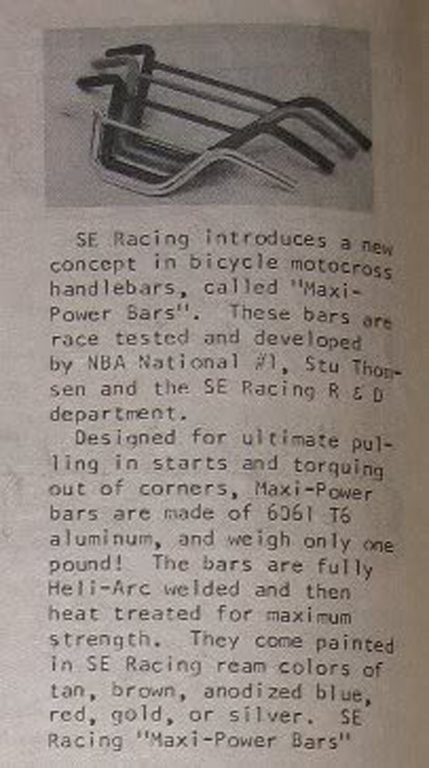 SE Racing introduces a new
concept in bicycle motocross
handlebars, called "Maxi-
Power Bars". These bars are
race tested and developed
by NBA National #1, Stu Thom-
sen and the SE Racing R & D
department.
Designed for ultimate pul-
ling in starts and torquing
out of corners, Maxi-Power
bars are made of 6061 T6
aluminum, and weigh only one
pound! The bars are fully
Heli-Arc welded and then
heat treated for maximum
strength. They come painted
in SE Racing ream colors of
tan, brown, anodized blue,
red, gold, or silver. SE
Racing "Maxi-Power Bars"